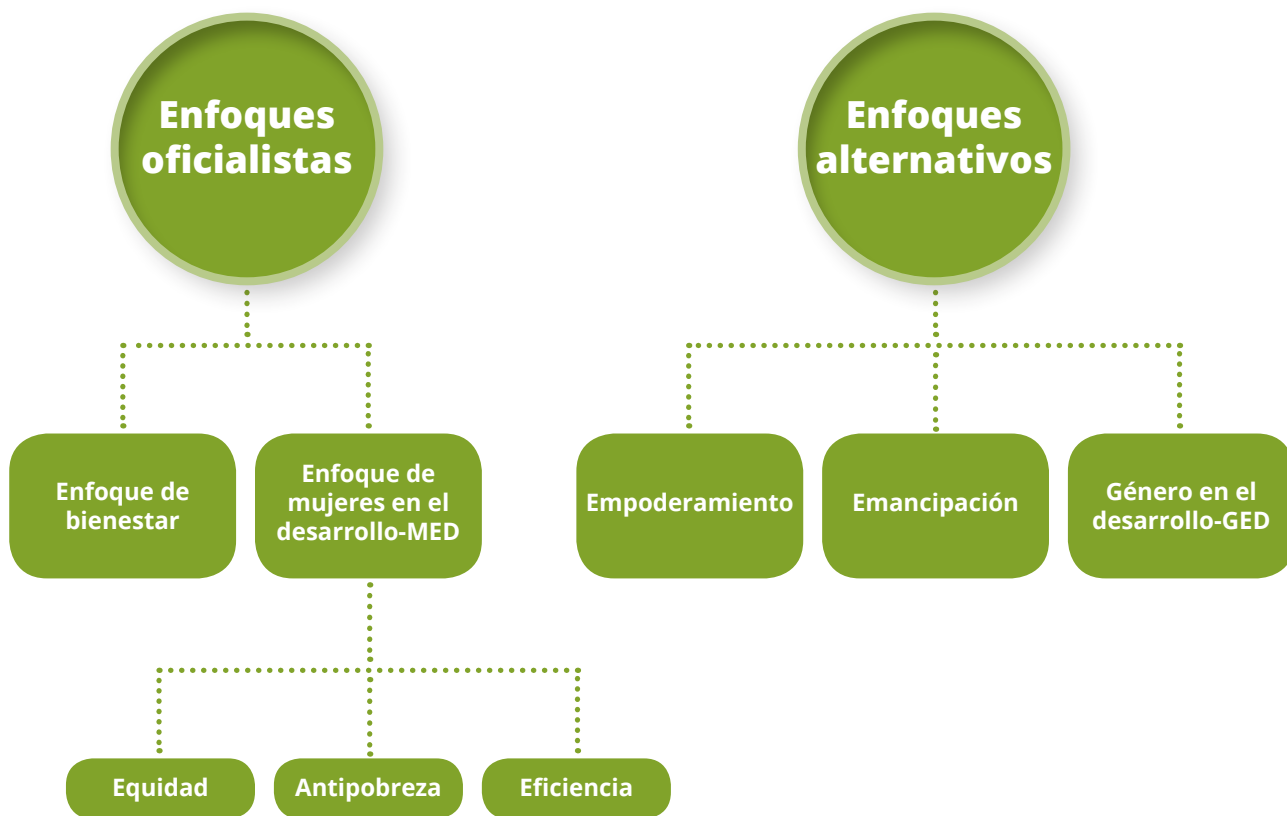 Enfoques
oficialistas
Enfoques
alternativos
Enfoque de
bienestar
Enfoque de
mujeres en el
desarrollo-MED
Empoderamiento
Emancipación
Género en el
desarrollo-GED
Equidad
Antipobreza
Eficiencia